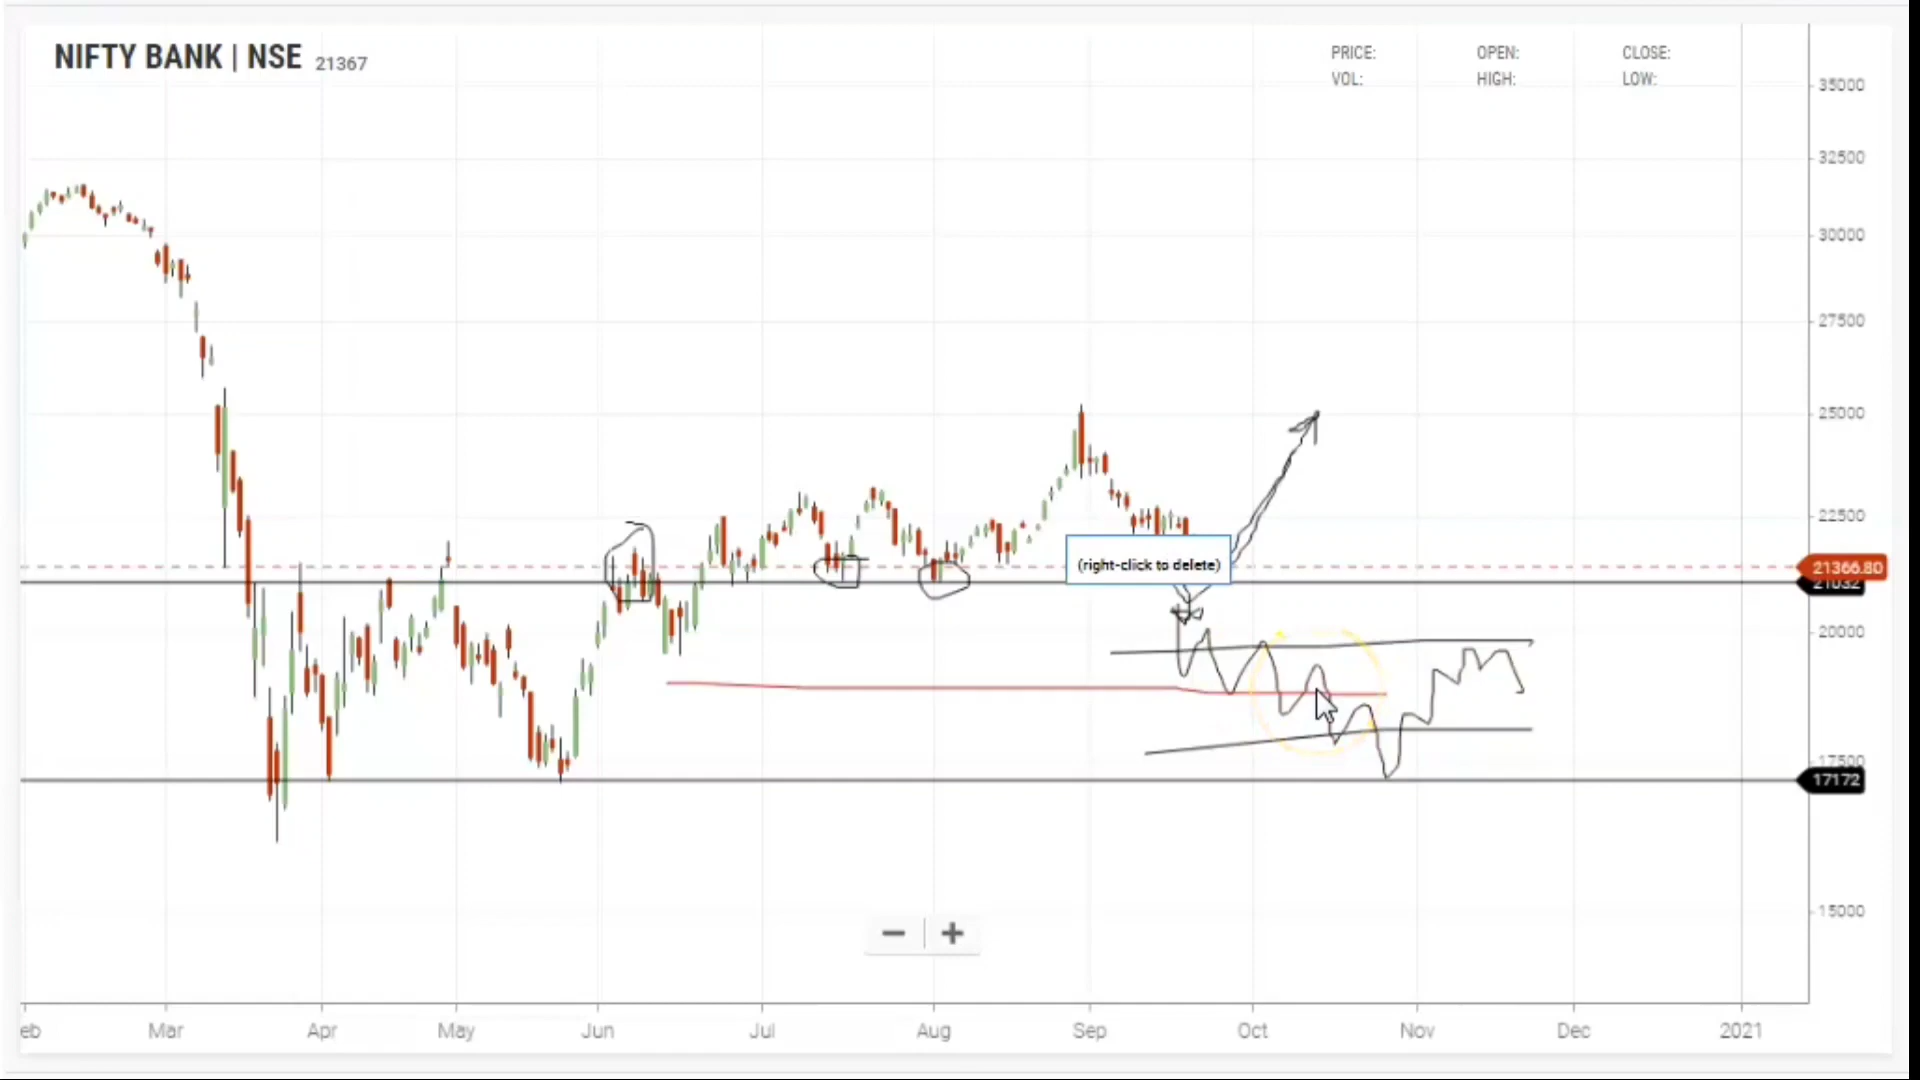 NIFTY BANK | NSE 21367
PRICE: OPEN: CLOSE:
VOL: HIGH: LOW:
35000
32500
30000
27500
25000
22500
(right-click to delete)
21366.80
21032
20000
17500
17172
15000
eb Mar Apr May Jun Jul Aug Sep Oct Nov Dec 2021